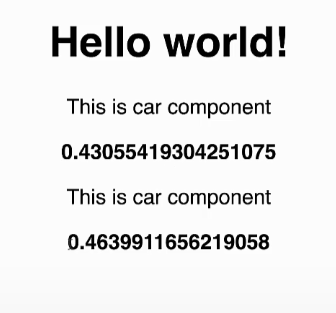 Hello world!
This is car component
0.43055419304251075
This is car component
0.4639911656219058